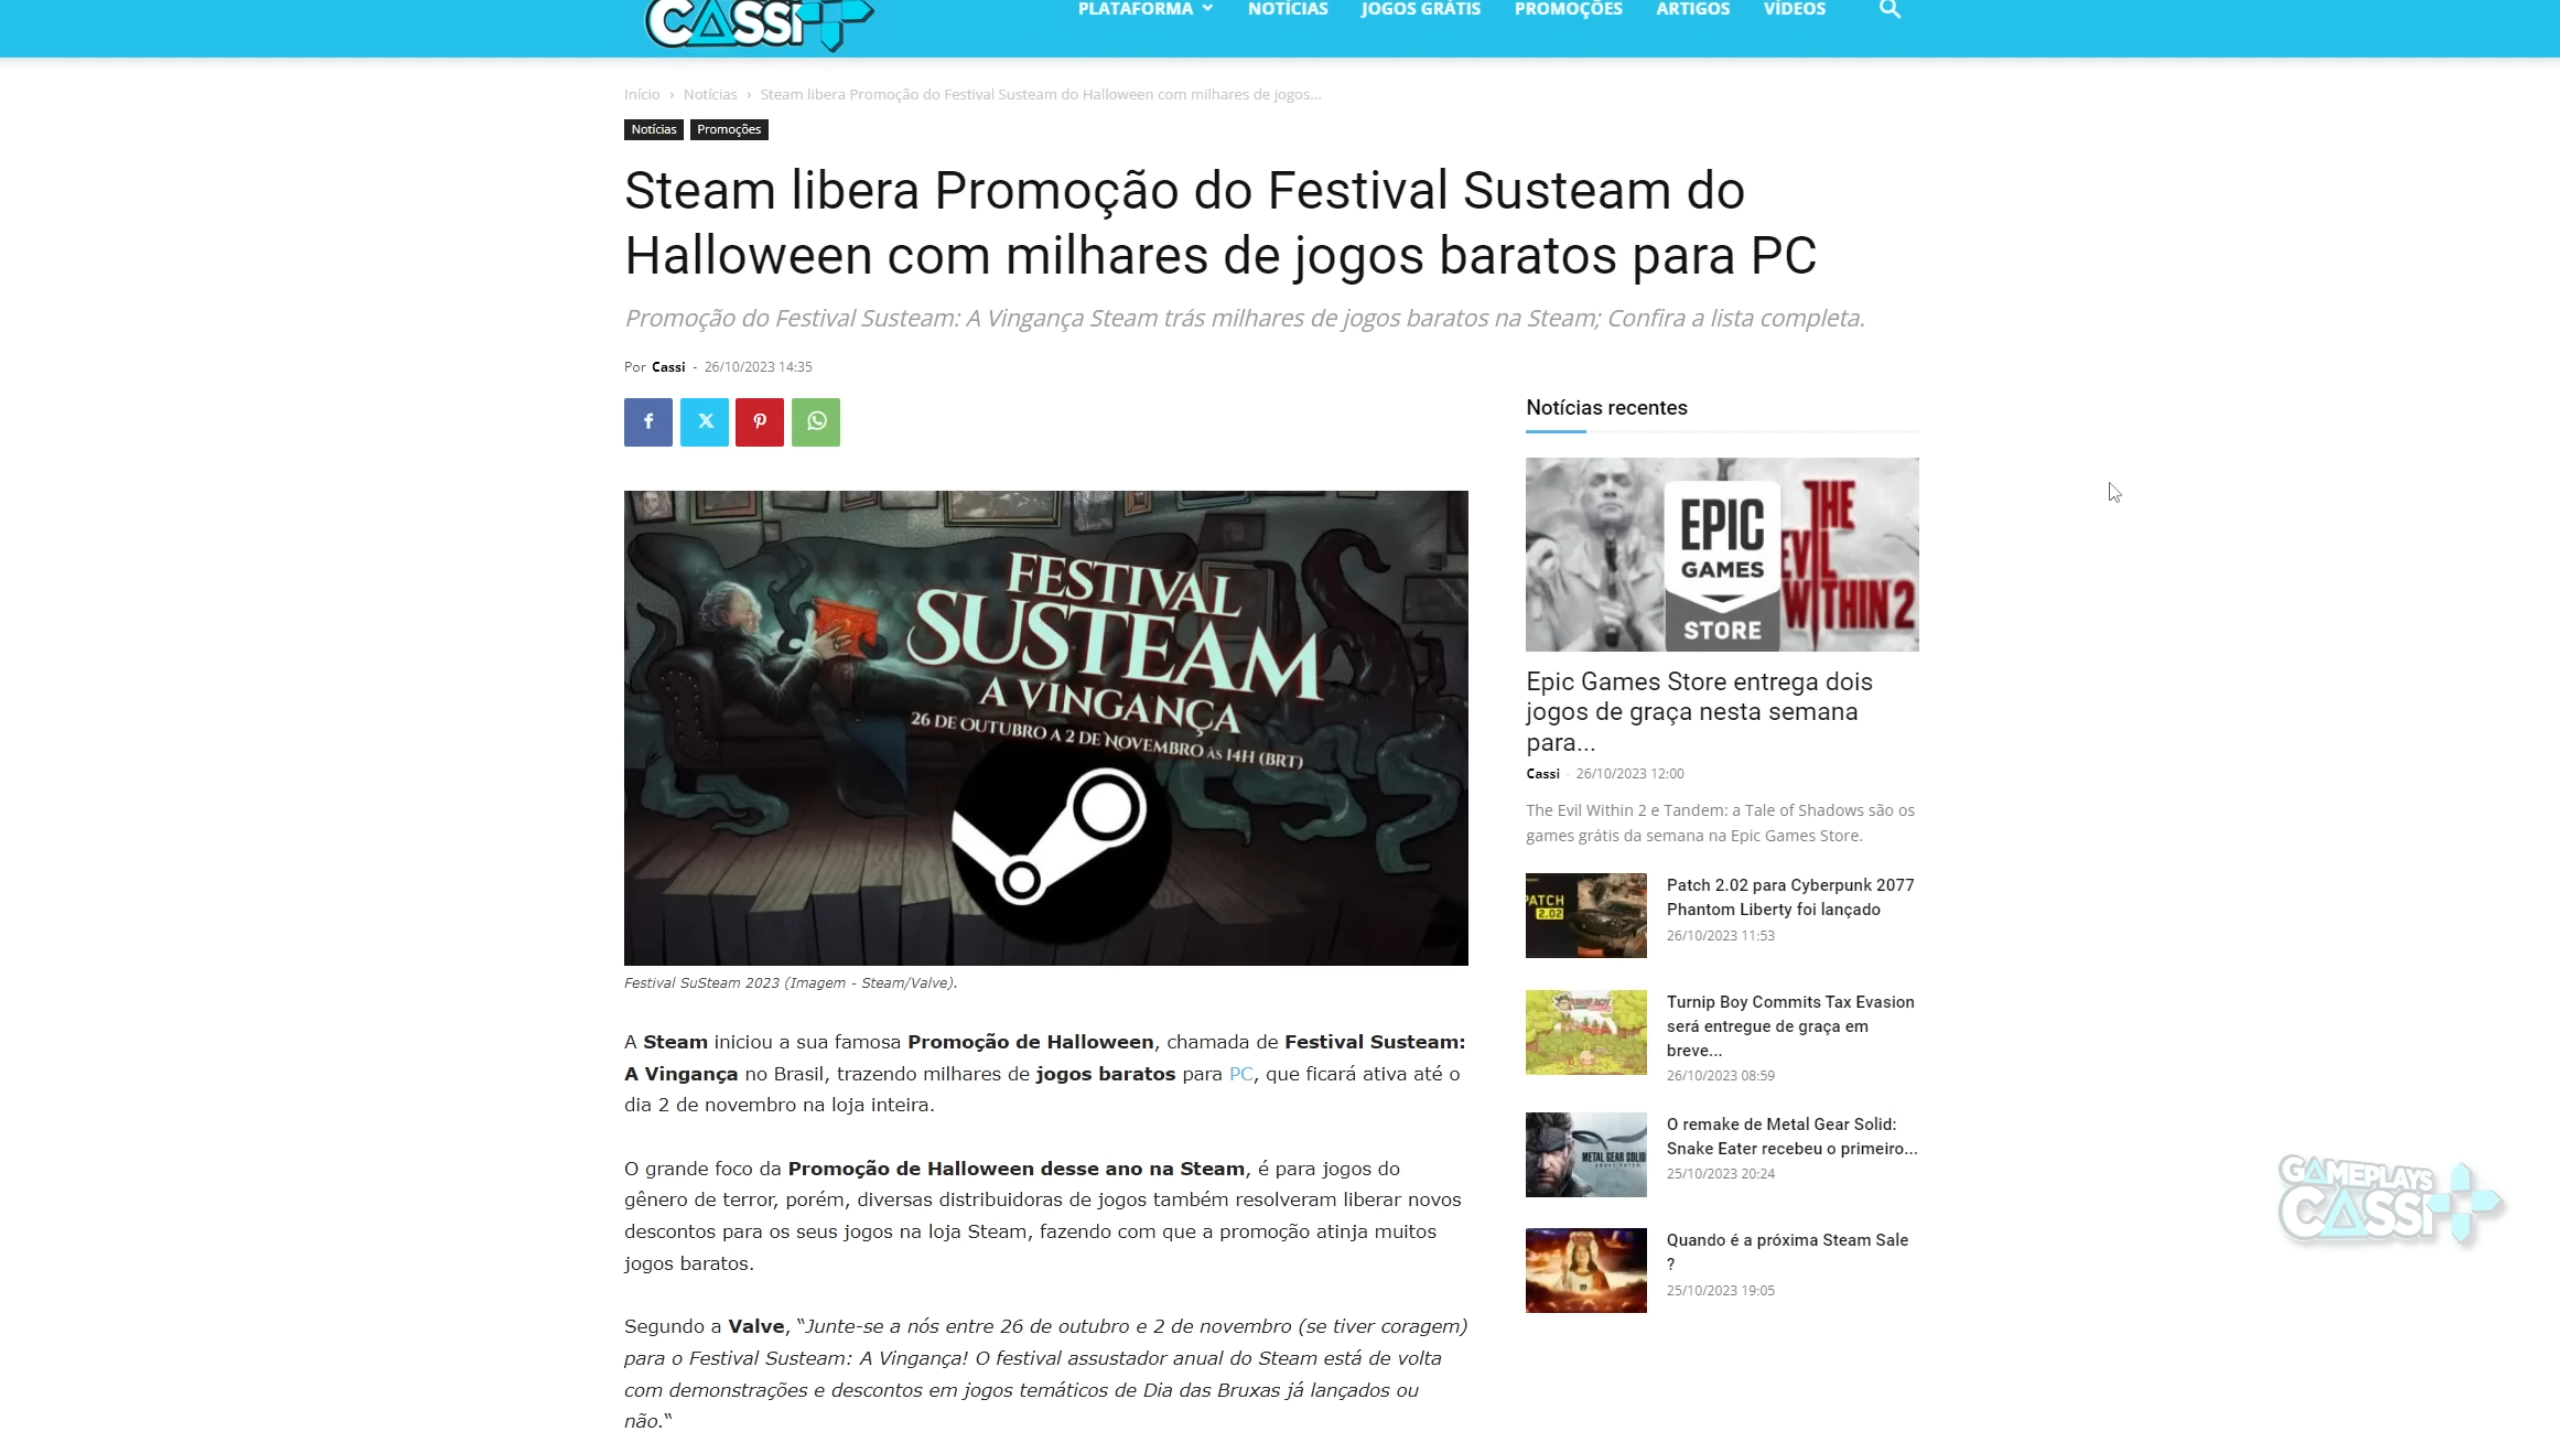 CASSI
PLATAFORMA
NOTÍCIAS
JOGOS GRÁTIS
PROMOÇÕES
ARTIGOS
VÍDEOS
Início › Notícias › Steam libera Promoção do Festival Susteam do Halloween com milhares de jogos...
Notícias
Promoções
Steam libera Promoção do Festival Susteam do
Halloween com milhares de jogos baratos para PC
Promoção do Festival Susteam: A Vingança Steam trás milhares de jogos baratos na Steam; Confira a lista completa.
Por Cassi - 26/10/2023 14:35
FESTIVAL
SUSTEAM
A VINGANÇA
26 DE OUTUBRO A 2 DE NOVEMBRO ÀS 14H (BRT)
Festival SuSteam 2023 (Imagem - Steam/Valve).
A Steam iniciou a sua famosa Promoção de Halloween, chamada de Festival Susteam:
A Vingança no Brasil, trazendo milhares de jogos baratos para PC, que ficará ativa até o
dia 2 de novembro na loja inteira.
O grande foco da Promoção de Halloween desse ano na Steam, é para jogos do
gênero de terror, porém, diversas distribuidoras de jogos também resolveram liberar novos
descontos para os seus jogos na loja Steam, fazendo com que a promoção atinja muitos
jogos baratos.
Segundo a Valve, “Junte-se a nós entre 26 de outubro e 2 de novembro (se tiver coragem)
para o Festival Susteam: A Vingança! O festival assustador anual do Steam está de volta
com demonstrações e descontos em jogos temáticos de Dia das Bruxas já lançados ou
não.“
Notícias recentes
EPIC
GAMES
STORE
THE
EVIL
WITHIN 2
Epic Games Store entrega dois
jogos de graça nesta semana
para...
Cassi - 26/10/2023 12:00
The Evil Within 2 e Tandem: a Tale of Shadows são os
games grátis da semana na Epic Games Store.
PATCH
2.02
Patch 2.02 para Cyberpunk 2077
Phantom Liberty foi lançado
26/10/2023 11:53
Turnip Boy Commits Tax Evasion
será entregue de graça em
breve...
26/10/2023 08:59
METAL GEAR SOLID
O remake de Metal Gear Solid:
Snake Eater recebeu o primeiro...
25/10/2023 20:24
Quando é a próxima Steam Sale
?
25/10/2023 19:05
GAMEPLAYS
CASSI